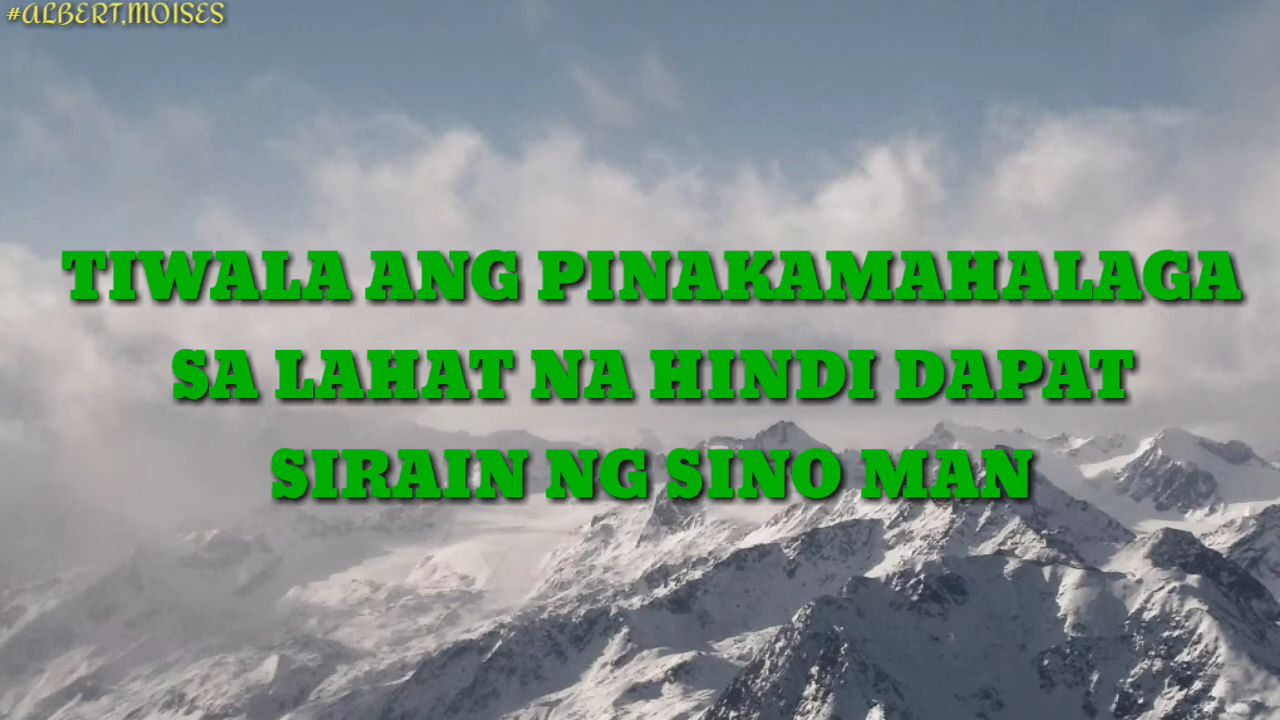 #ALBERT.MOISES
TIWALA ANG PINAKAMAHALAGA
SA LAHAT NA HINDI DAPAT
SIRAIN NG SINO MAN